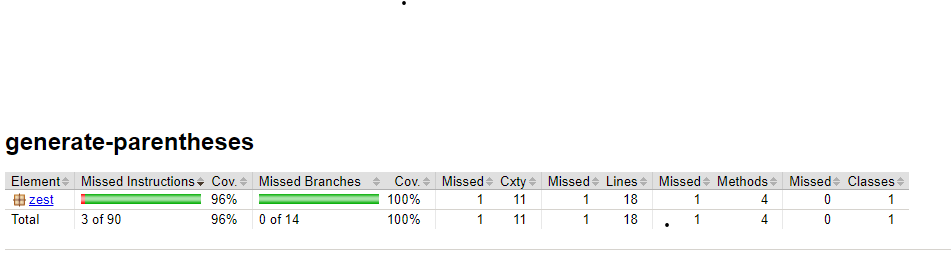 generate-parentheses
Element Missed Instructions Cov. Missed Branches Cov. Missed Cxty Missed Lines Missed Methods Missed Classes
zest 96% 100% 1 11 1 18 1 4 0 1
Total 3 of 90 96% 0 of 14 100% 1 11 1 18 1 4 0 1